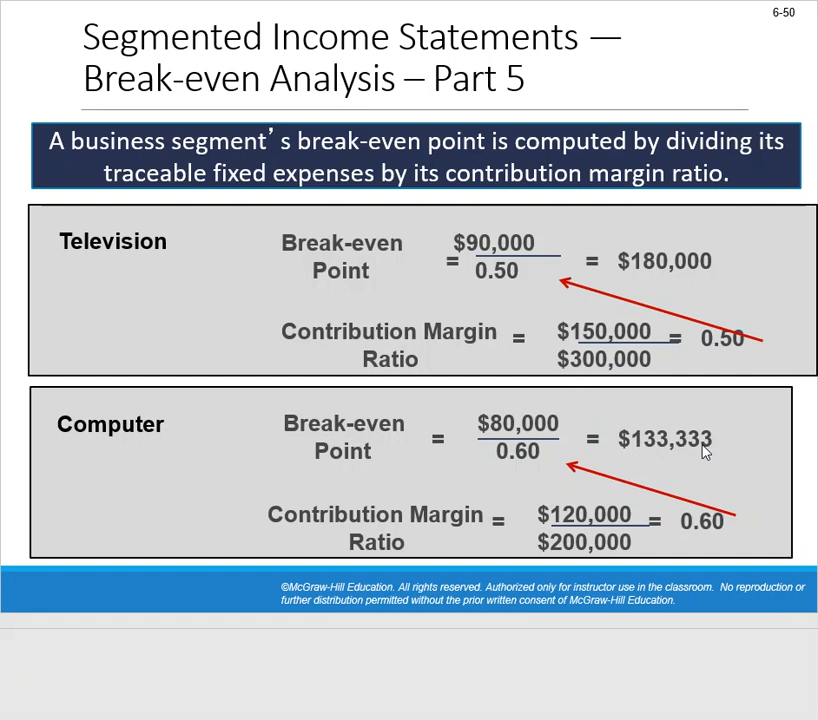 6-50
Segmented Income Statements —
Break-even Analysis – Part 5
A business segment’s break-even point is computed by dividing its
traceable fixed expenses by its contribution margin ratio.
Television
Break-even Point = $90,000 / 0.50 = $180,000
Contribution Margin Ratio = $150,000 / $300,000 = 0.50
Computer
Break-even Point = $80,000 / 0.60 = $133,333
Contribution Margin Ratio = $120,000 / $200,000 = 0.60
©McGraw-Hill Education. All rights reserved. Authorized only for instructor use in the classroom. No reproduction or
further distribution permitted without the prior written consent of McGraw-Hill Education.